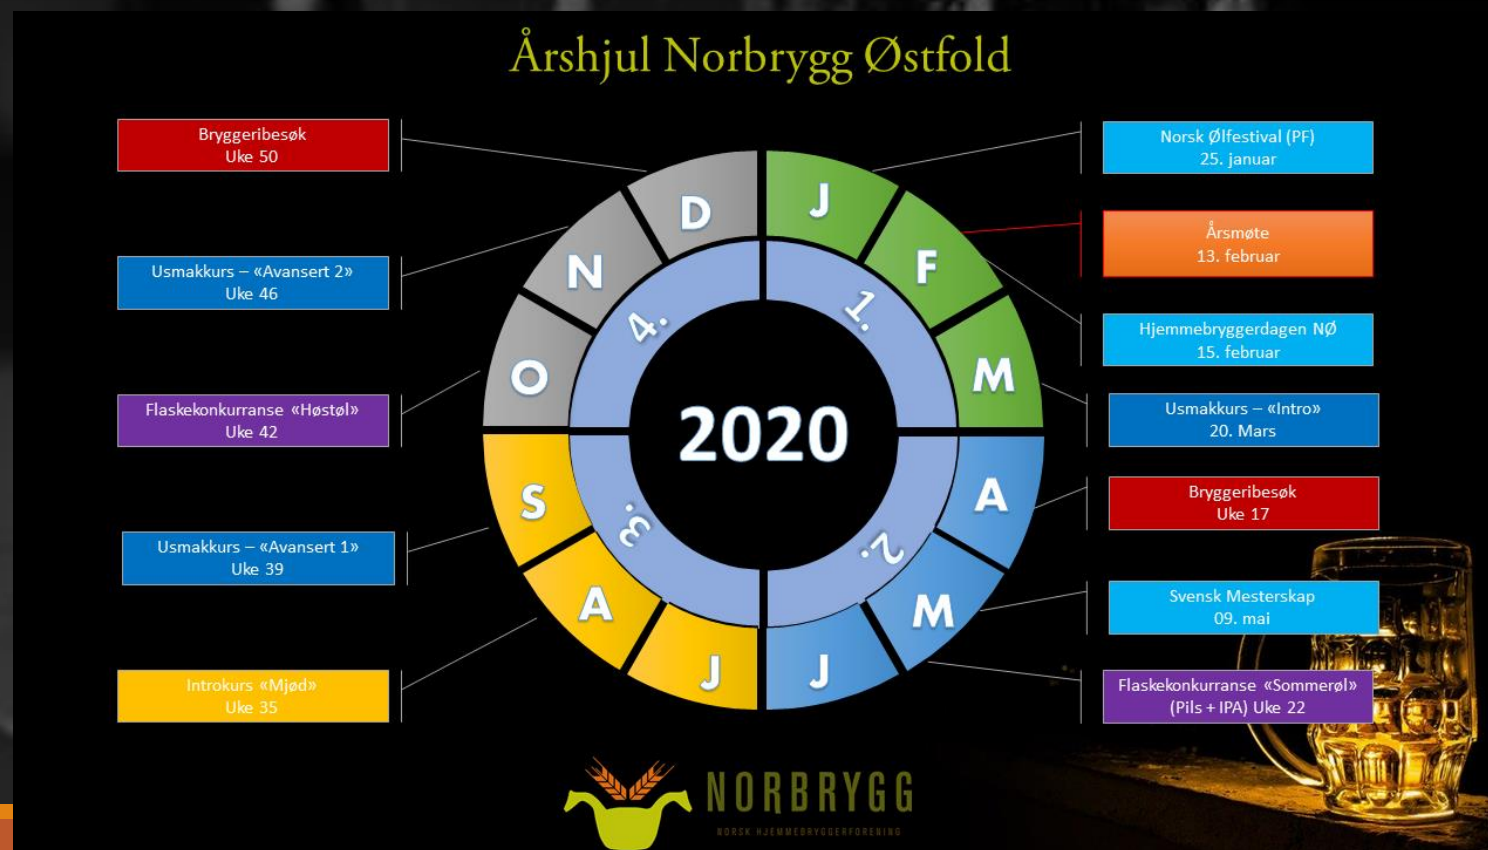 Årshjul Norbrygg Østfold
Bryggeribesøk
Uke 50
Usmakkurs – «Avansert 2»
Uke 46
Flaskekonkurranse «Høstøl»
Uke 42
Usmakkurs – «Avansert 1»
Uke 39
Introkurs «Mjød»
Uke 35
J
F
M
A
M
J
J
A
S
O
N
D
1.
2.
3.
4.
2020
Norsk Ølfestival (PF)
25. januar
Årsmøte
13. februar
Hjemmebryggerdagen NØ
15. februar
Usmakkurs – «Intro»
20. Mars
Bryggeribesøk
Uke 17
Svensk Mesterskap
09. mai
Flaskekonkurranse «Sommerøl»
(Pils + IPA) Uke 22
NORBRYGG
NORSK HJEMMEBRYGGERFORENING